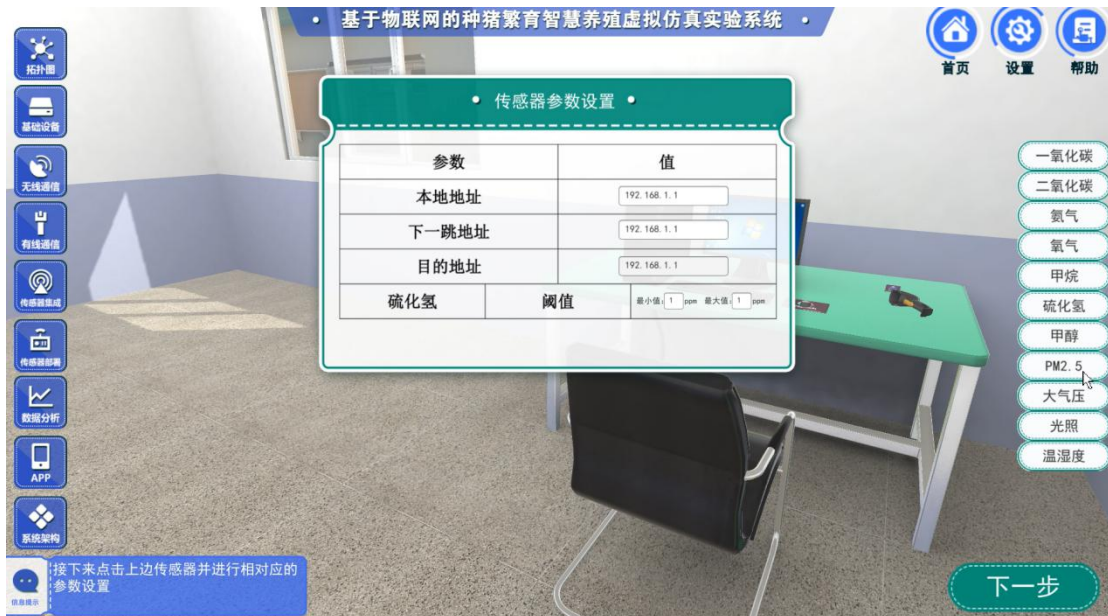 • 基于物联网的种猪繁育智慧养殖虚拟仿真实验系统 •
首页
设置
帮助
拓扑图
基础设备
无线通信
有线通信
传感器集成
传感器部署
数据分析
APP
系统架构
• 传感器参数设置 •
参数 值
本地地址 192.168.1.1
下一跳地址 192.168.1.1
目的地址 192.168.1.1
硫化氢 阈值 最小值: 1 ppm 最大值: 1 ppm
一氧化碳
二氧化碳
氨气
氧气
甲烷
硫化氢
甲醇
PM2.5
大气压
光照
温湿度
信息提示
接下来点击上边传感器并进行相对应的
参数设置
下一步